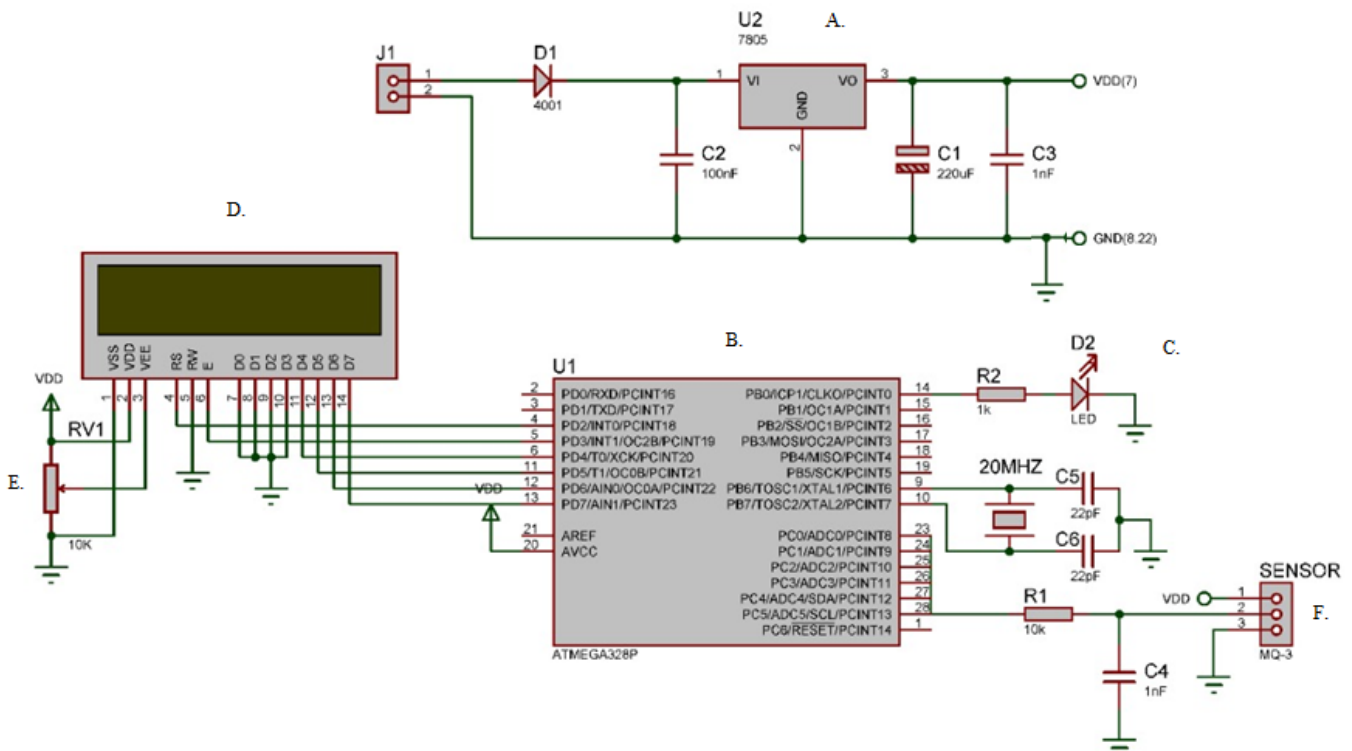 U2 A.
7805
J1
D1
1
2
4001
1 VI VO 3
GND
2
VDD(7)
C2
100nF
C1
220uF
C3
1nF
GND(8.22)
D.
VSS VDD VEE RS RW E D0 D1 D2 D3 D4 D5 D6 D7
1 2 3 4 5 6 7 8 9 10 11 12 13 14
VDD
RV1
E.
10K
B.
U1
2 PD0/RXD/PCINT16
3 PD1/TXD/PCINT17
4 PD2/INT0/PCINT18
5 PD3/INT1/OC2B/PCINT19
6 PD4/T0/XCK/PCINT20
11 PD5/T1/OC0B/PCINT21
12 PD6/AIN0/OC0A/PCINT22
13 PD7/AIN1/PCINT23
VDD
21 AREF
20 AVCC
PB0/ICP1/CLKO/PCINT0 14
PB1/OC1A/PCINT1 15
PB2/SS/OC1B/PCINT2 16
PB3/MOSI/OC2A/PCINT3 17
PB4/MISO/PCINT4 18
PB5/SCK/PCINT5 19
PB6/TOSC1/XTAL1/PCINT6 9
PB7/TOSC2/XTAL2/PCINT7 10
PC0/ADC0/PCINT8 23
PC1/ADC1/PCINT9 24
PC2/ADC2/PCINT10 25
PC3/ADC3/PCINT11 26
PC4/ADC4/SDA/PCINT12 27
PC5/ADC5/SCL/PCINT13 28
PC6/RESET/PCINT14 1
ATMEGA328P
R2
1k
D2
LED
C.
20MHZ
C5
22pF
C6
22pF
R1
10k
C4
1nF
SENSOR
VDD
1
2
3
F.
MQ-3